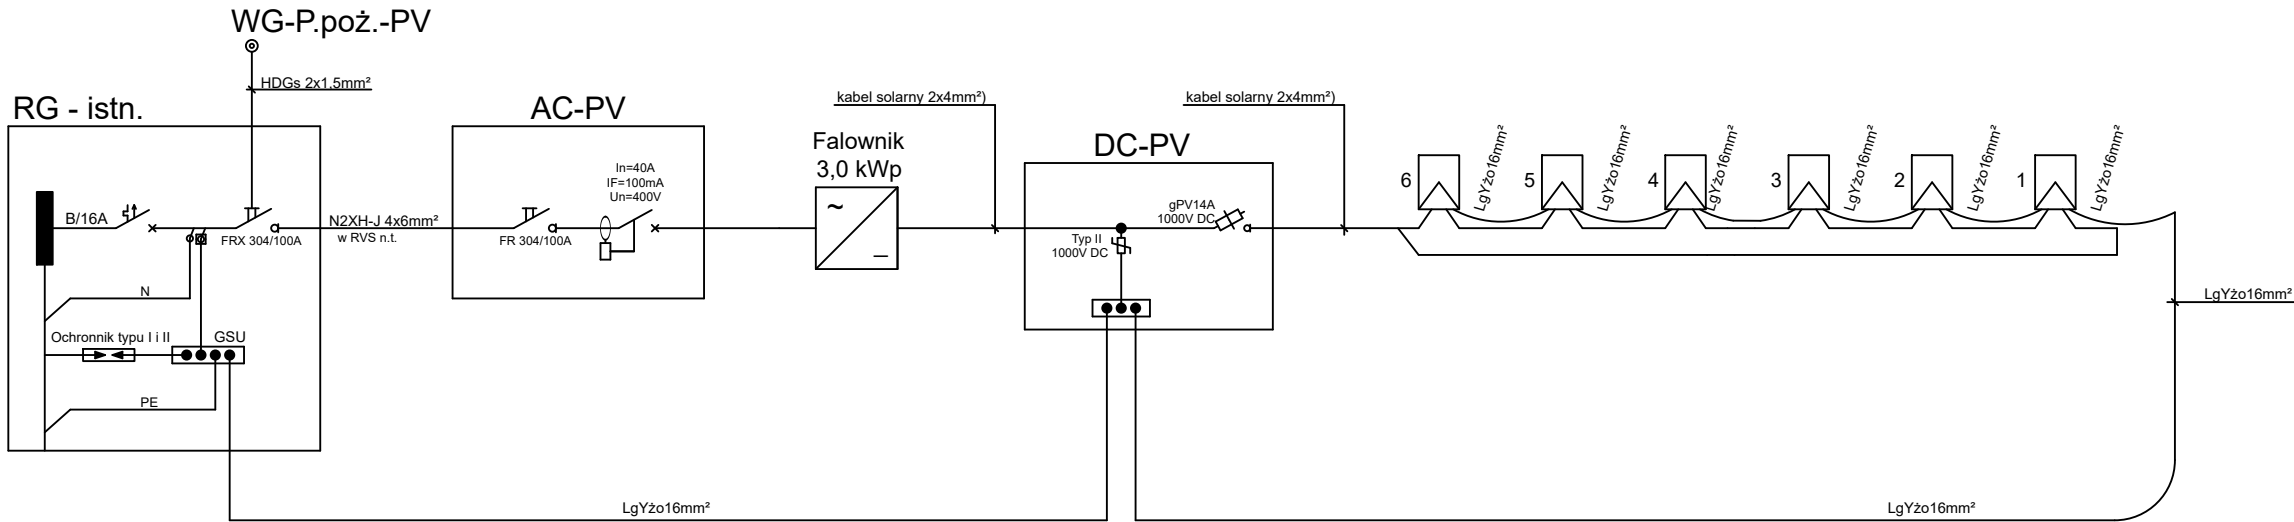 WG-P.poż.-PV
HDGs 2x1.5mm²
RG - istn.
B/16A
FRX 304/100A
N
Ochronnik typu I i II
GSU
PE
N2XH-J 4x6mm²
w RVS n.t.
AC-PV
In=40A
IF=100mA
Un=400V
FR 304/100A
Falownik
3,0 kWp
~
–
kabel solarny 2x4mm²)
DC-PV
gPV14A
1000V DC
Typ II
1000V DC
kabel solarny 2x4mm²)
6
LgYżo16mm²
5
LgYżo16mm²
4
LgYżo16mm²
3
LgYżo16mm²
2
LgYżo16mm²
1
LgYżo16mm²
LgYżo16mm²
LgYżo16mm²
LgYżo16mm²